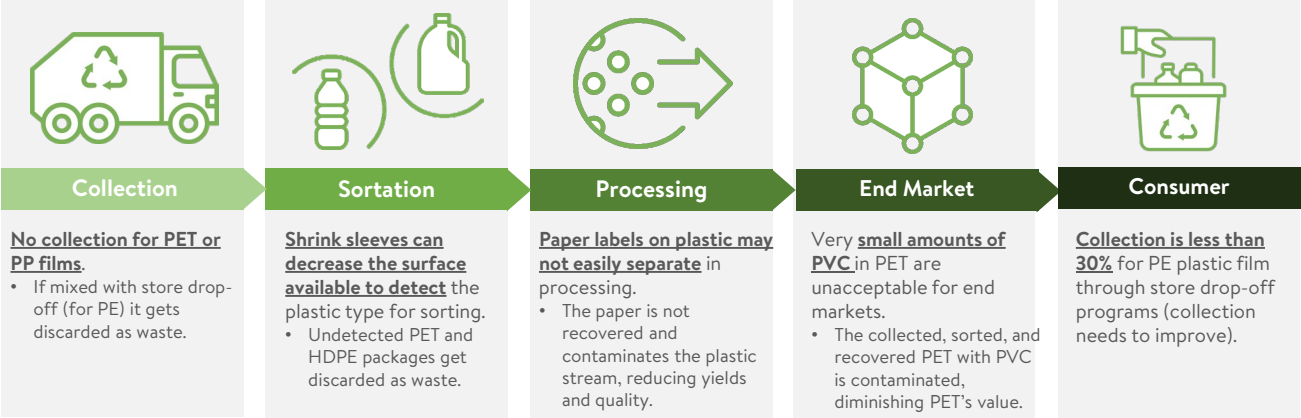 Collection
No collection for PET or
PP films.
• If mixed with store drop-
off (for PE) it gets
discarded as waste.
Sortation
Shrink sleeves can
decrease the surface
available to detect the
plastic type for sorting.
• Undetected PET and
HDPE packages get
discarded as waste.
Processing
Paper labels on plastic may
not easily separate in
processing.
• The paper is not
recovered and
contaminates the plastic
stream, reducing yields
and quality.
End Market
Very small amounts of
PVC in PET are
unacceptable for end
markets.
• The collected, sorted, and
recovered PET with PVC
is contaminated,
diminishing PET's value.
Consumer
Collection is less than
30% for PE plastic film
through store drop-off
programs (collection
needs to improve).